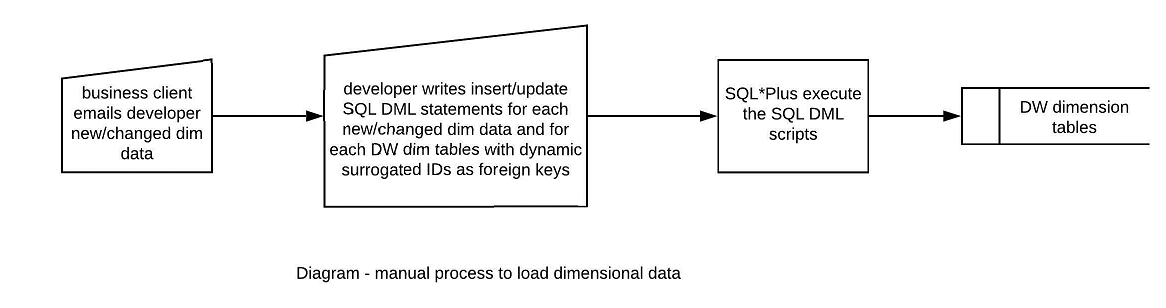 business client
emails developer
new/changed dim
data
developer writes insert/update
SQL DML statements for each
new/changed dim data and for
each DW dim tables with dynamic
surrogated IDs as foreign keys
SQL*Plus execute
the SQL DML
scripts
DW dimension
tables
Diagram - manual process to load dimensional data